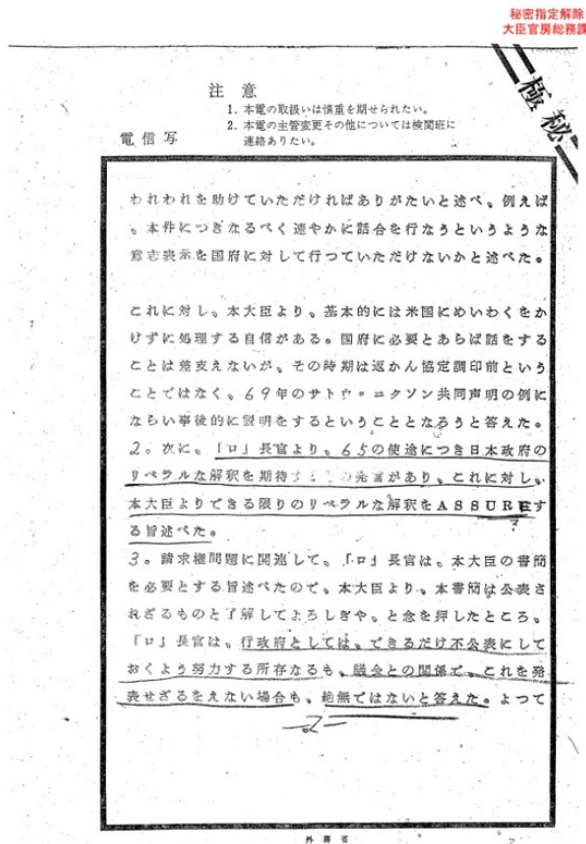 秘密指定解除
大臣官房総務課
極秘
注意
1. 本電の取扱いは慎重を期せられたい。
2. 本電の主管変更その他については検閲班に
連絡ありたい。
電信写
われわれを助けていただければありがたいと述べ、例えば
、本件につきなるべく速やかに話合を行なうというような
意志表示を国府に対して行つていただけないかと述べた。
これに対し、本大臣より、基本的には米国にめいわくをか
けずに処理する自信がある。国府に必要とあらば話をする
ことは差支えないが、その時期は返かん協定調印前という
ことではなく、69年のサトウ・ニクソン共同声明の例に
ならい事後的に説明をするということとなろうと答えた。
2。次に、「ロ」長官より、65の使途につき日本政府の
リベラルな解釈を期待するとの発言があり、これに対し、
本大臣よりできる限りのリベラルな解釈をASSUREす
る旨述べた。
3。請求権問題に関連して、「ロ」長官は、本大臣の書簡
を必要とする旨述べたので、本大臣より、本書簡は公表さ
れざるものと了解してよろしきや、と念を押したところ、
「ロ」長官は、行政府としては、できるだけ不公表にして
おくよう努力する所存なるも、議会との関係で、これを発
表せざるをえない場合も、絶無ではないと答えた。よつて
—2—
外務省